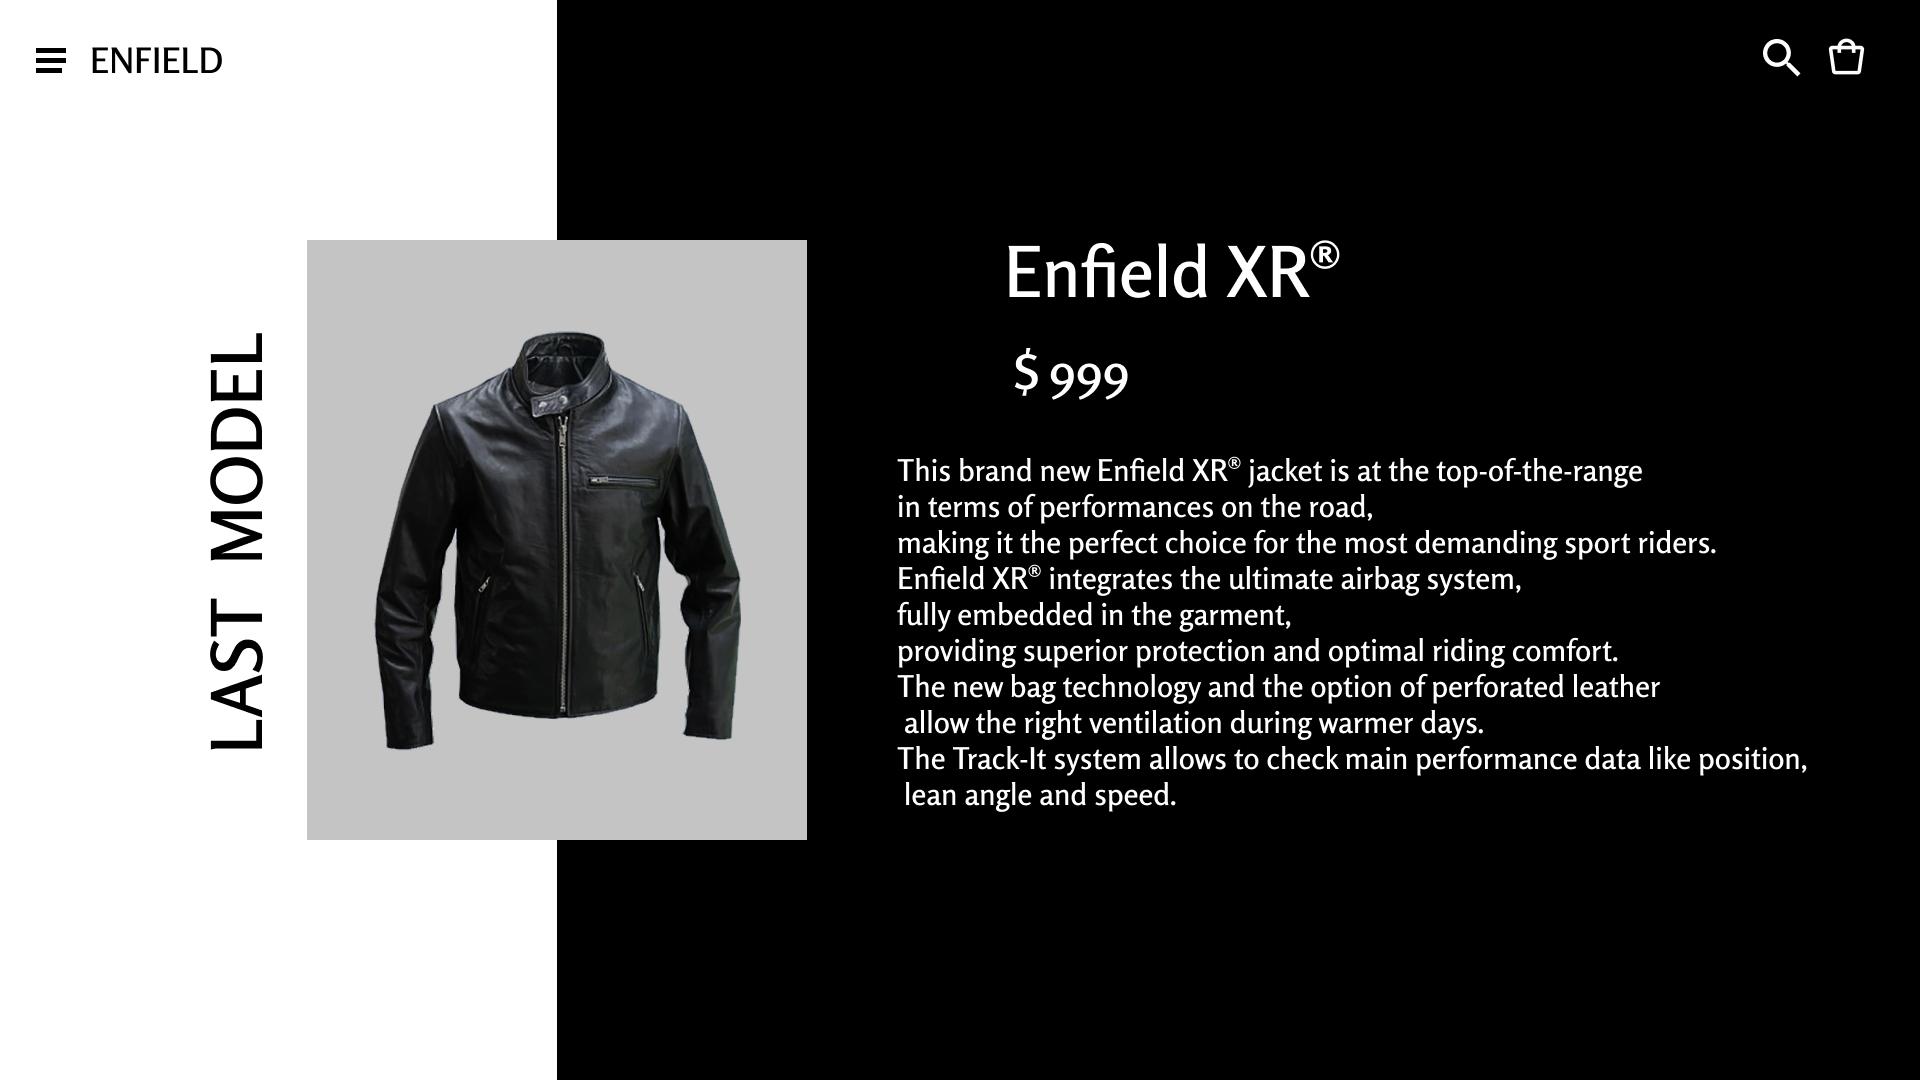 ENFIELD
LAST MODEL
Enfield XR®
$ 999
This brand new Enfield XR® jacket is at the top-of-the-range
in terms of performances on the road,
making it the perfect choice for the most demanding sport riders.
Enfield XR® integrates the ultimate airbag system,
fully embedded in the garment,
providing superior protection and optimal riding comfort.
The new bag technology and the option of perforated leather
allow the right ventilation during warmer days.
The Track-It system allows to check main performance data like position,
lean angle and speed.